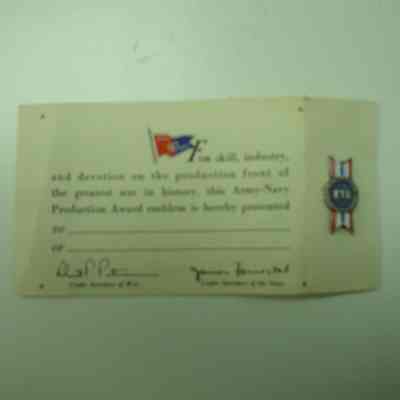 For skill, industry,
and devotion on the production front of
the greatest war in history, this Army-Navy
Production Award emblem is hereby presented
to
of
Under Secretary of War
Under Secretary of the Navy